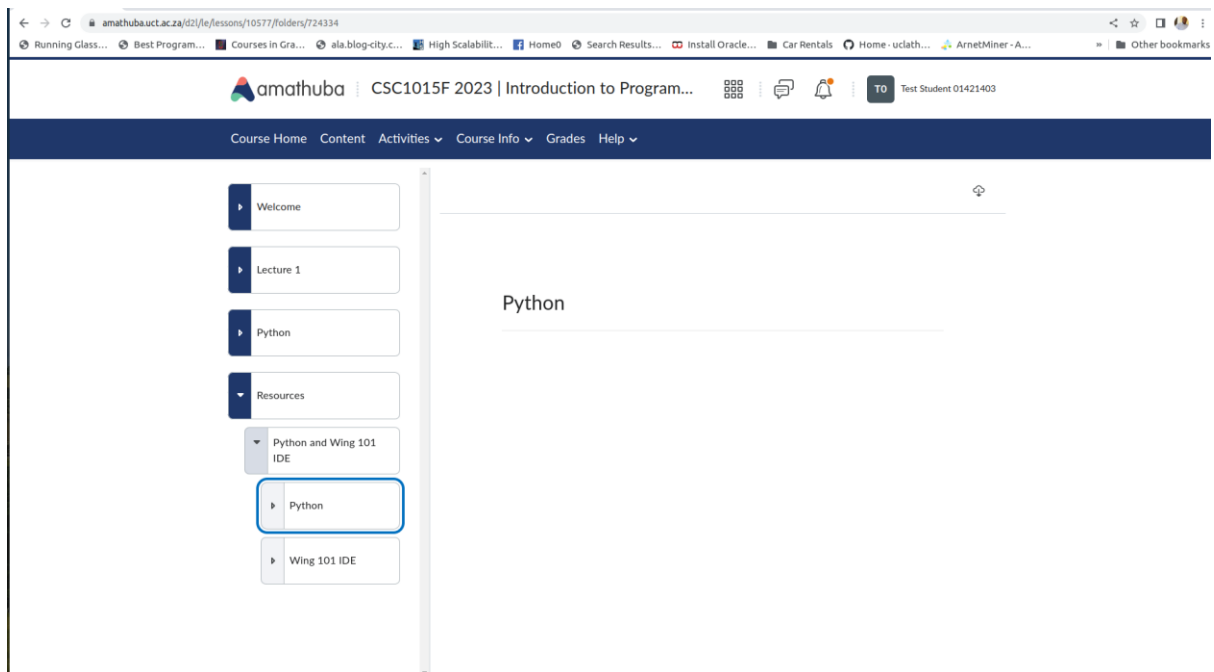 amathuba.uct.ac.za/d2l/le/lessons/10577/folders/724334
Running Glass... Best Program... Courses in Gra... ala.blog-city.c... High Scalabilit... Home0 Search Results... Install Oracle... Car Rentals Home · uclath... ArnetMiner - A... » Other bookmarks
amathuba CSC1015F 2023 | Introduction to Program... TO Test Student 01421403
Course Home Content Activities Course Info Grades Help
Welcome
Lecture 1
Python
Resources
Python and Wing 101
IDE
Python
Wing 101 IDE
Python